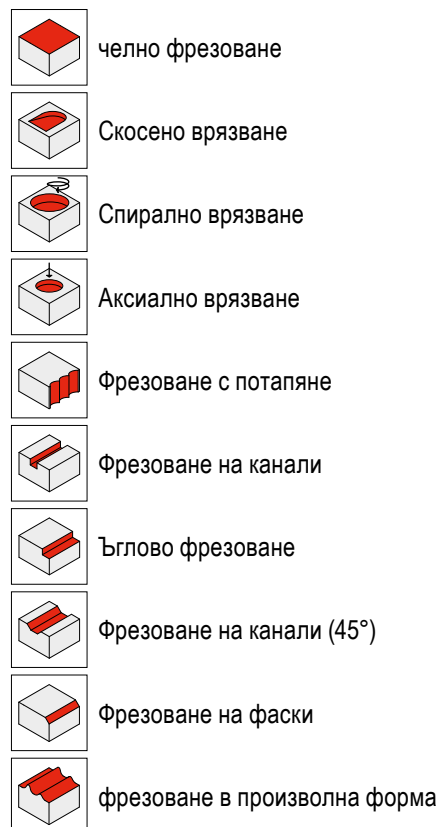 челно фрезоване
Скосено врязване
Спирално врязване
Аксиално врязване
Фрезоване с потапяне
Фрезоване на канали
Ъглово фрезоване
Фрезоване на канали (45°)
Фрезоване на фаски
фрезоване в произволна форма